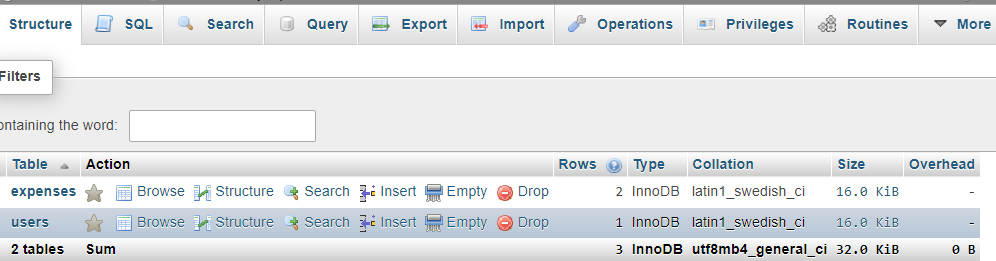 Structure SQL Search Query Export Import Operations Privileges Routines More
Filters
ontaining the word:
Table Action Rows Type Collation Size Overhead
expenses Browse Structure Search Insert Empty Drop 2 InnoDB latin1_swedish_ci 16.0 KiB -
users Browse Structure Search Insert Empty Drop 1 InnoDB latin1_swedish_ci 16.0 KiB -
2 tables Sum 3 InnoDB utf8mb4_general_ci 32.0 KiB 0 B